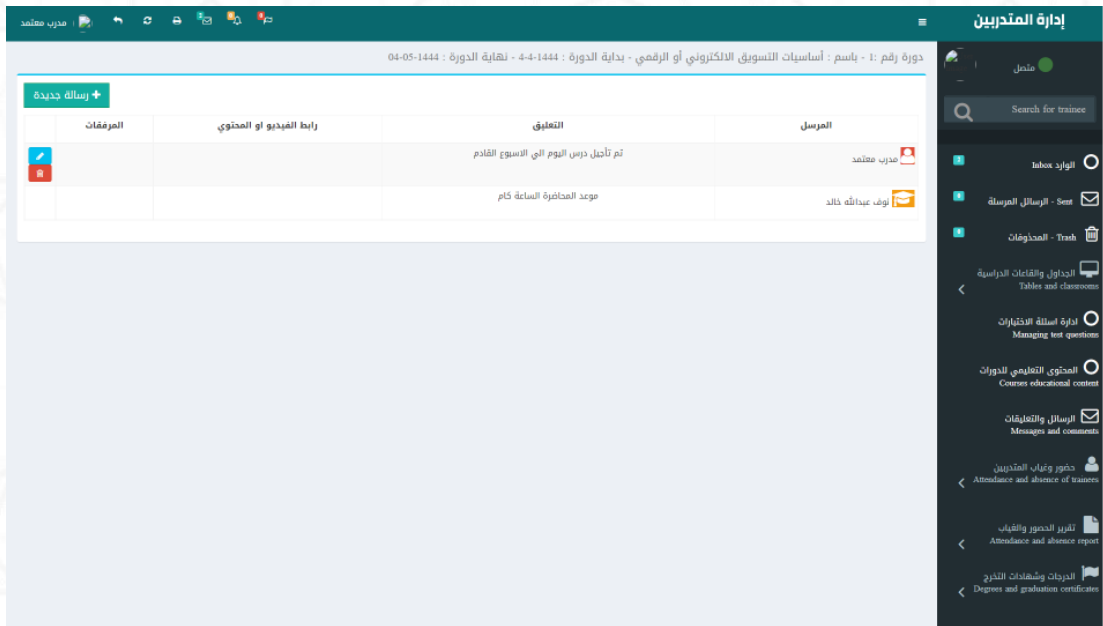 إدارة المتدربين
مدرب معتمد
متصل
Search for trainee
الوارد Inbox
Sent - الرسائل المرسلة
Trash - المحذوفات
الجداول والقاعات الدراسية
Tables and classrooms
ادارة اسئلة الاختبارات
Managing test questions
المحتوى التعليمي للدورات
Courses educational content
الرسائل والتعليقات
Messages and comments
حضور وغياب المتدربين
Attendance and absence of trainees
تقرير الحصور والغياب
Attendance and absence report
الدرجات وشهادات التخرج
Degrees and graduation certificates
دورة رقم :1 - باسم : أساسيات التسويق الالكتروني أو الرقمي - بداية الدورة : 1444-4-4 - نهاية الدورة : 1444-05-04
+ رسالة جديدة
المرسل التعليق رابط الفيديو او المحتوي المرفقات
مدرب معتمد تم تأجيل درس اليوم الي الاسبوع القادم
نوف عبدالله خالد موعد المحاضرة الساعة كام